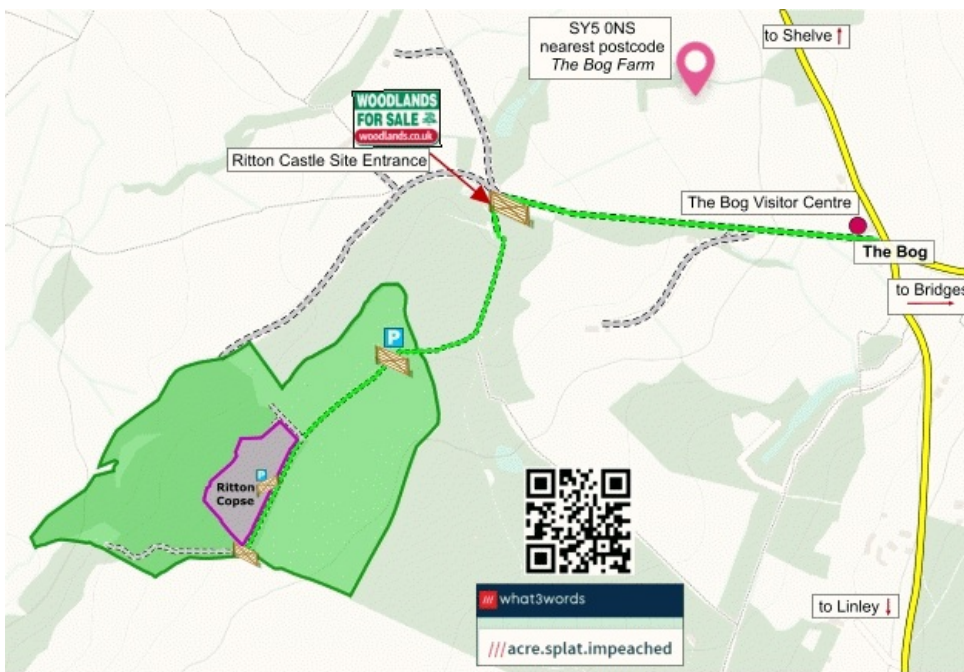 SY5 0NS
nearest postcode
The Bog Farm
to Shelve ↑
WOODLANDS
FOR SALE
woodlands.co.uk
Ritton Castle Site Entrance
The Bog Visitor Centre
The Bog
to Bridges
→
P
P
Ritton
Copse
/// what3words
///acre.splat.impeached
to Linley ↓